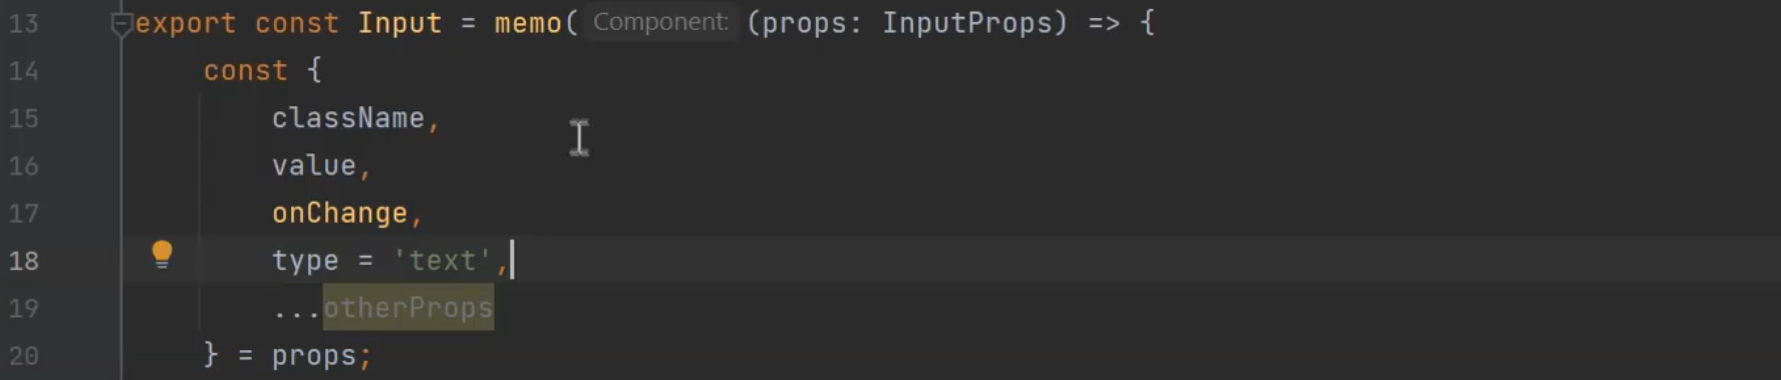 13 export const Input = memo( Component: (props: InputProps) => {
14 const {
15 className,
16 value,
17 onChange,
18 type = 'text',
19 ...otherProps
20 } = props;